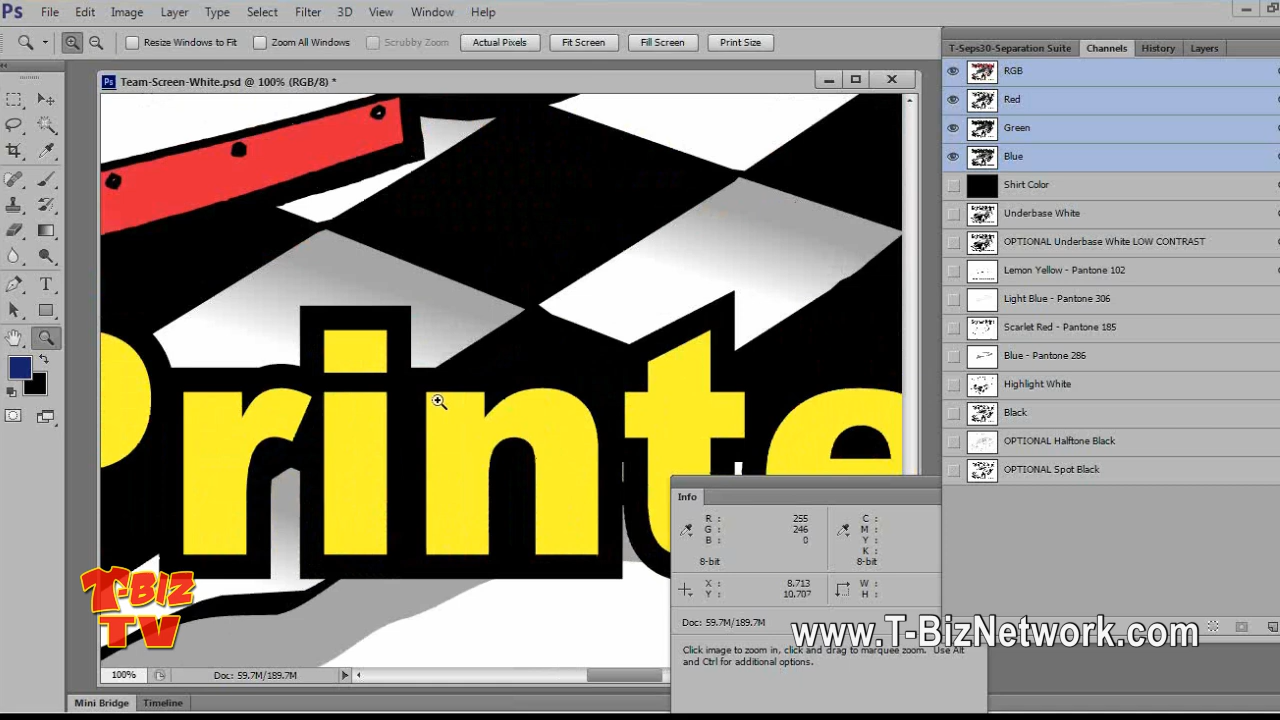 Ps File Edit Image Layer Type Select Filter 3D View Window Help
Resize Windows to Fit Zoom All Windows Scrubby Zoom Actual Pixels Fit Screen Fill Screen Print Size
T-Seps30-Separation Suite Channels History Layers
Ps Team-Screen-White.psd @ 100% (RGB/8) *
RGB
Red
Green
Blue
Shirt Color
Underbase White
OPTIONAL Underbase White LOW CONTRAST
Lemon Yellow - Pantone 102
Light Blue - Pantone 306
Scarlet Red - Pantone 185
Blue - Pantone 286
Highlight White
Black
OPTIONAL Halftone Black
OPTIONAL Spot Black
Printe
Info
R : 255 C :
G : 246 M :
B : 0 Y :
K :
8-bit 8-bit
X : 8.713 W :
Y : 10.707 H :
Doc: 59.7M/189.7M
Click image to zoom in, click and drag to marquee zoom. Use Alt
and Ctrl for additional options.
T-BIZ
TV
www.T-BizNetwork.com
100% Doc: 59.7M/189.7M
Mini Bridge Timeline